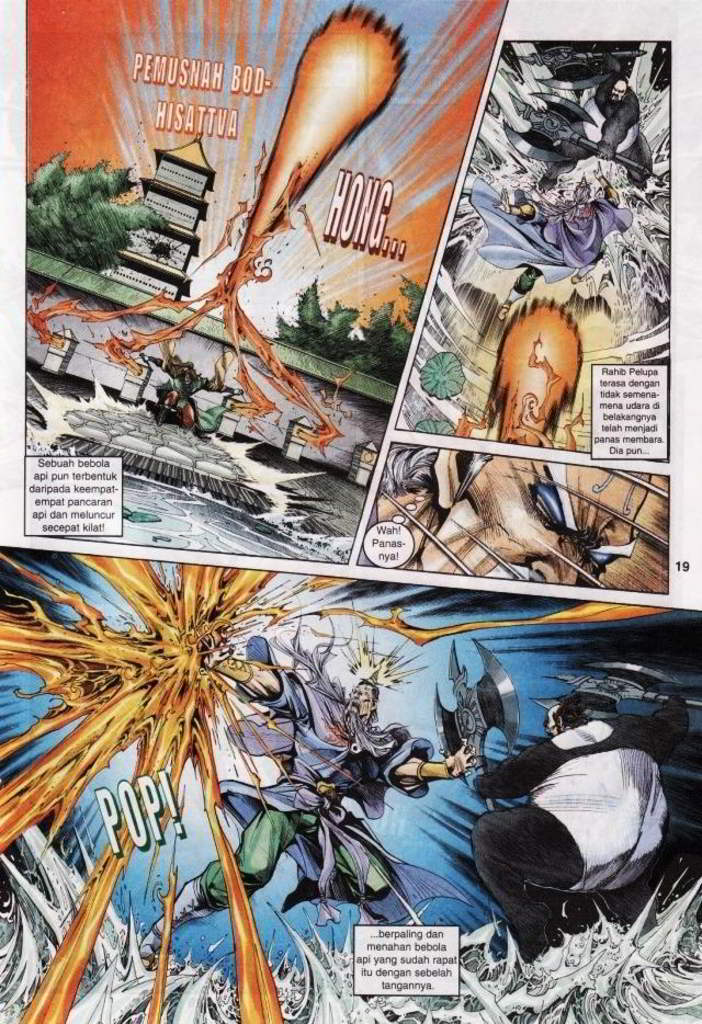 PEMUSNAH BOD-
HISATTVA
HONG...
Sebuah bebola
api pun terbentuk
daripada keempat-
empat pancaran
api dan meluncur
secepat kilat!
Rahib Pelupa
terasa dengan
tidak semena-
mena udara di
belakangnya
telah menjadi
panas membara.
Dia pun...
Wah!
Panas-
nya!
19
POP!
...berpaling dan
menahan bebola
api yang sudah rapat
itu dengan sebelah
tangannya.